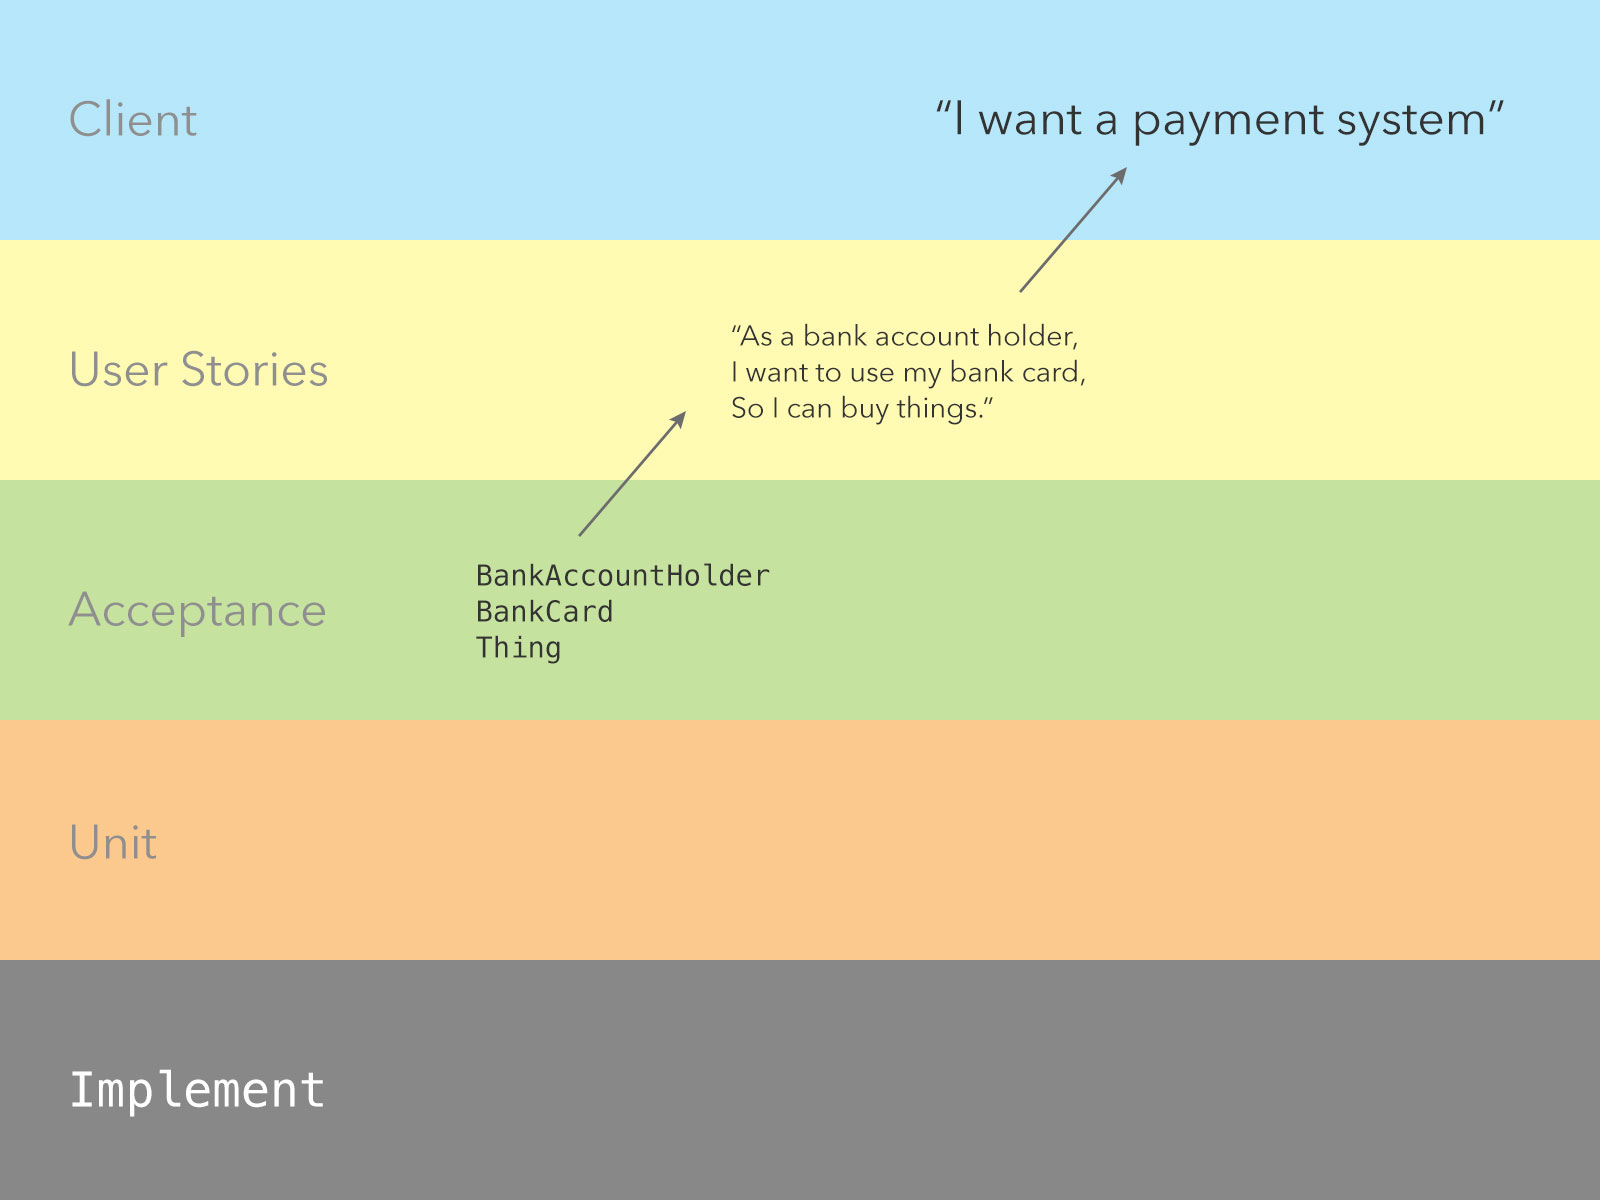 Client
“I want a payment system”
User Stories
“As a bank account holder,
I want to use my bank card,
So I can buy things.”
Acceptance
BankAccountHolder
BankCard
Thing
Unit
Implement